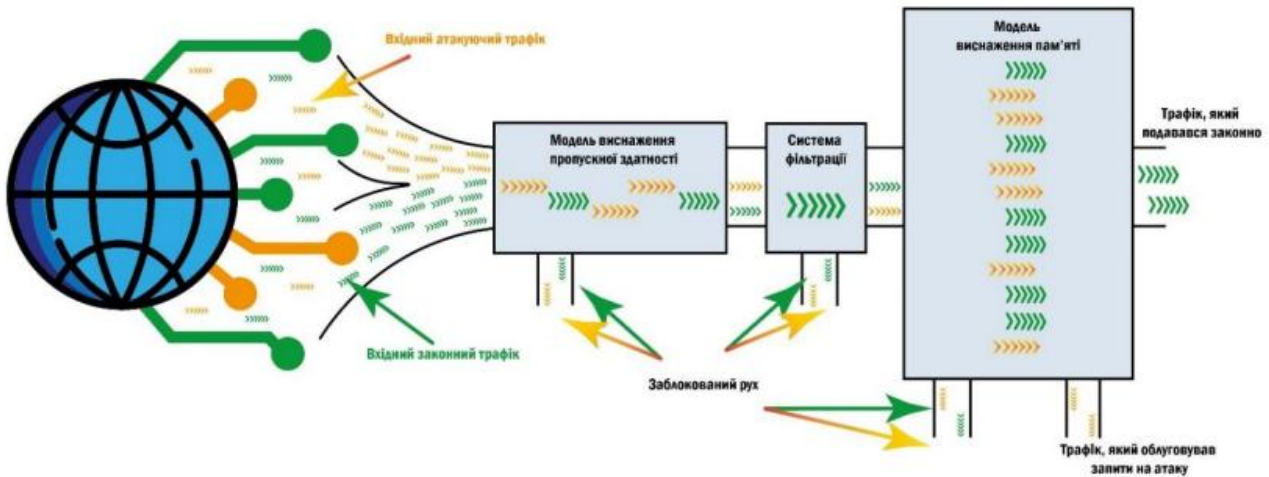 Вхідний атакуючий трафік
Модель
виснаження пам'яті
Модель виснаження
пропускної здатності
Система
фільтрації
Трафік, який
подавався законно
Вхідний законний трафік
Заблокований рух
Трафік, який облуговував
запити на атаку